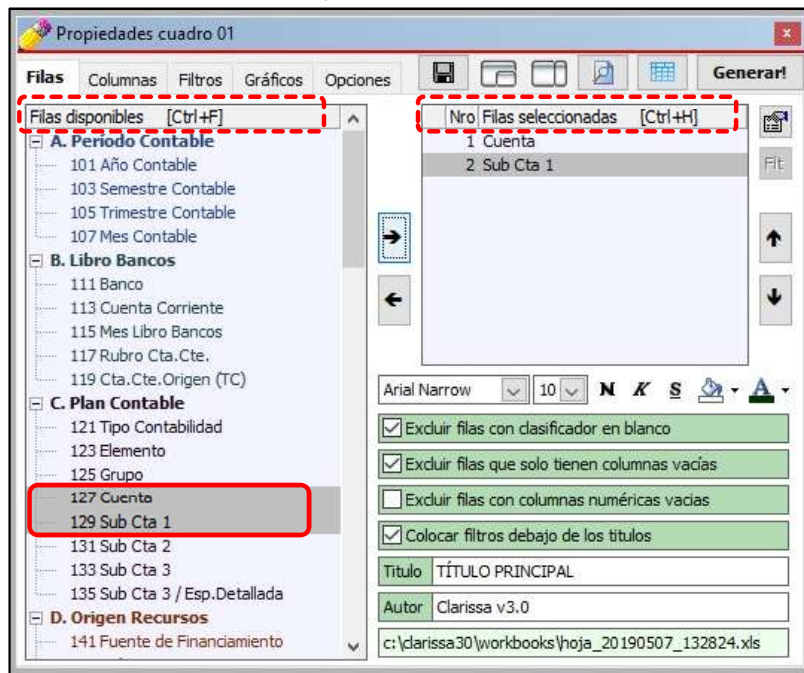 Propiedades cuadro 01
Filas Columnas Filtros Gráficos Opciones Generar!
Filas disponibles [Ctrl+F]
A. Período Contable
101 Año Contable
103 Semestre Contable
105 Trimestre Contable
107 Mes Contable
B. Libro Bancos
111 Banco
113 Cuenta Corriente
115 Mes Libro Bancos
117 Rubro Cta.Cte.
119 Cta.Cte.Origen (TC)
C. Plan Contable
121 Tipo Contabilidad
123 Elemento
125 Grupo
127 Cuenta
129 Sub Cta 1
131 Sub Cta 2
133 Sub Cta 3
135 Sub Cta 3 / Esp.Detallada
D. Origen Recursos
141 Fuente de Financiamiento
Nro Filas seleccionadas [Ctrl+H]
1 Cuenta
2 Sub Cta 1
Flt
Arial Narrow 10 N K S A
Excluir filas con clasificador en blanco
Excluir filas que solo tienen columnas vacías
Excluir filas con columnas numéricas vacias
Colocar filtros debajo de los titulos
Titulo TÍTULO PRINCIPAL
Autor Clarissa v3.0
c:\clarissa30\workbooks\hoja_20190507_132824.xls